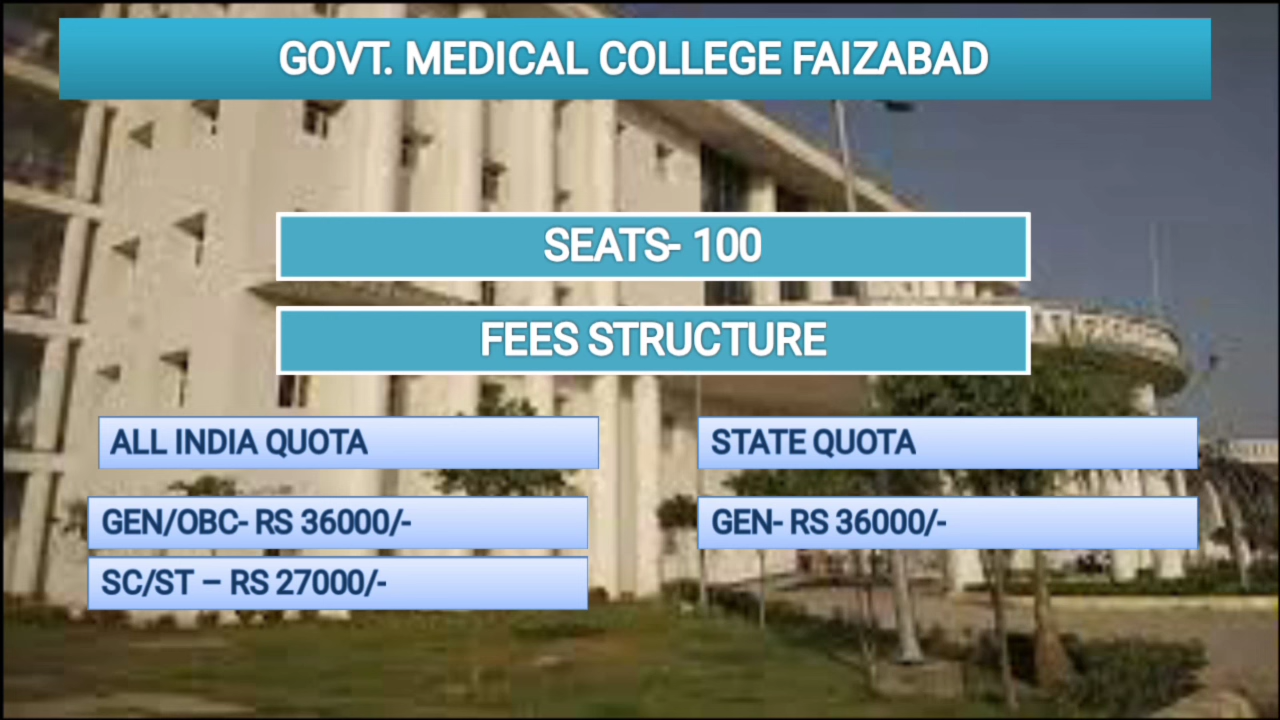 GOVT. MEDICAL COLLEGE FAIZABAD
SEATS- 100
FEES STRUCTURE
ALL INDIA QUOTA
GEN/OBC- RS 36000/-
SC/ST – RS 27000/-
STATE QUOTA
GEN- RS 36000/-